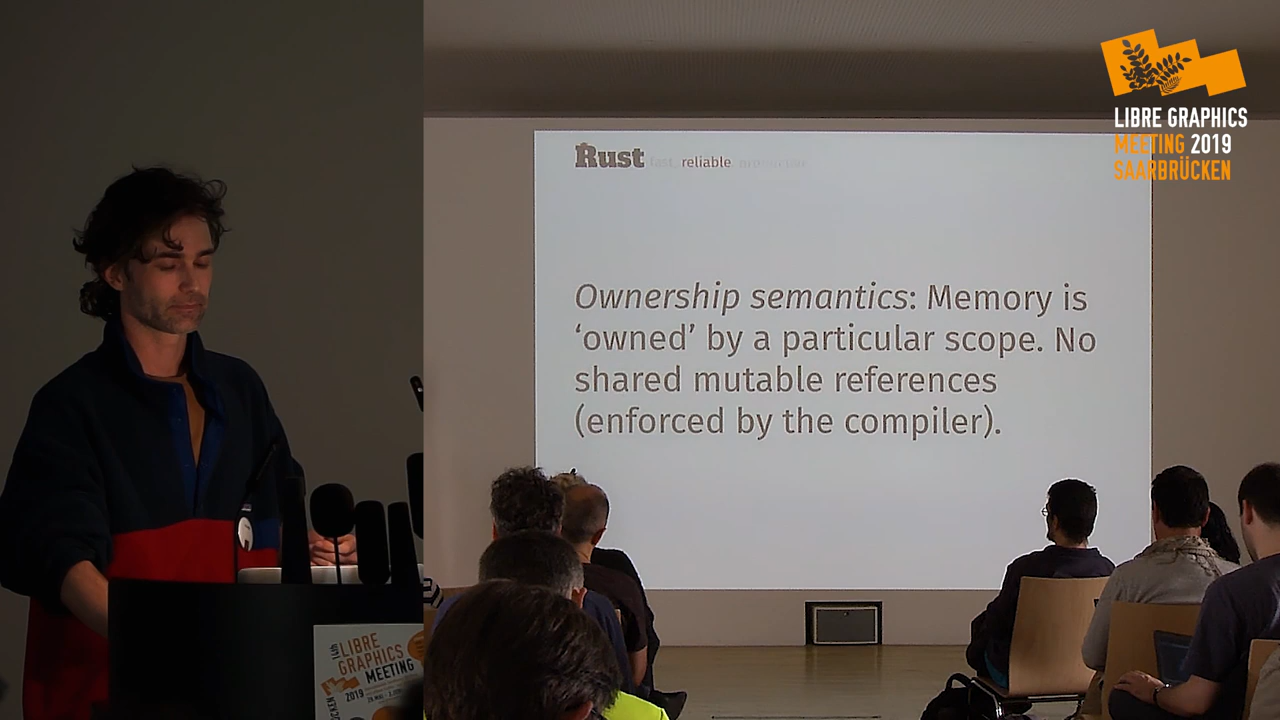 LIBRE GRAPHICS
MEETING 2019
SAARBRÜCKEN
Rust fast, reliable,
Ownership semantics: Memory is
‘owned’ by a particular scope. No
shared mutable references
(enforced by the compiler).
LIBRE
GRAPHICS
MEETING
2019